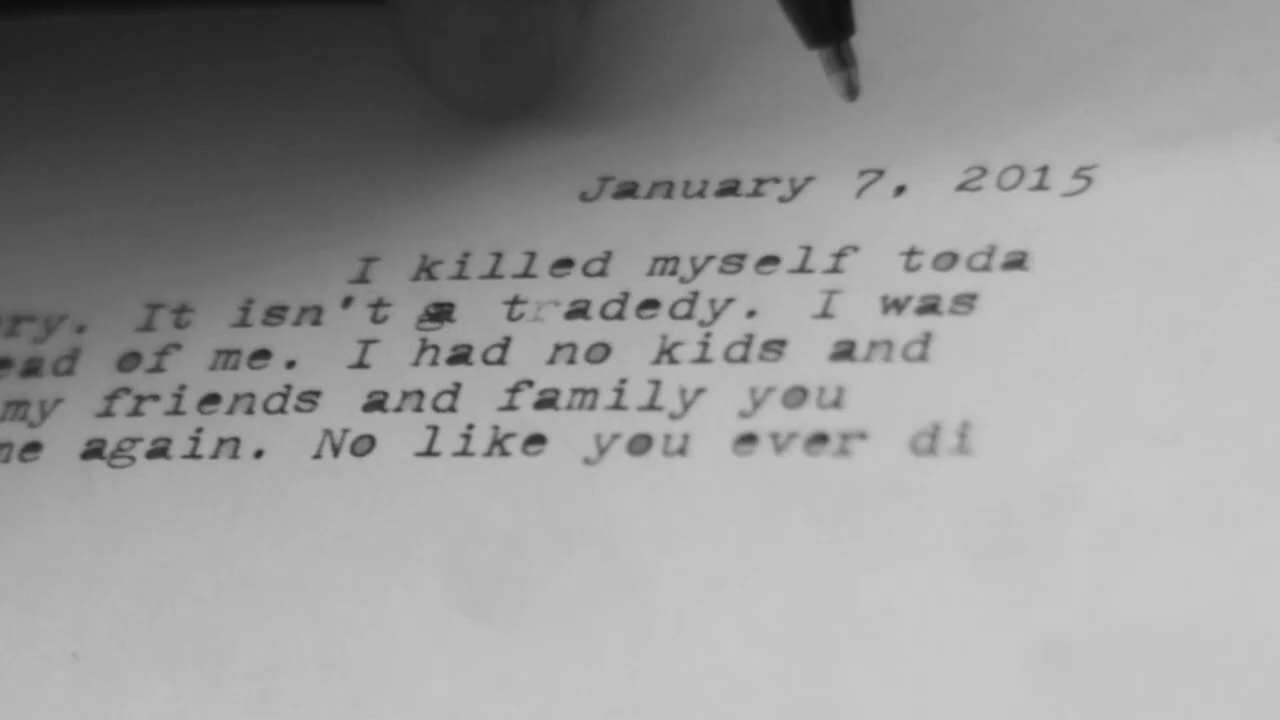 January 7, 2015
I killed myself toda
ry. It isn't a tradedy. I was
ead of me. I had no kids and
my friends and family you
me again. No like you ever di